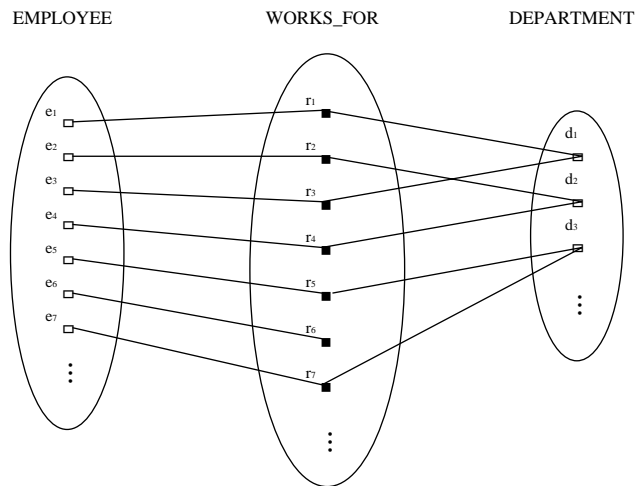 EMPLOYEE WORKS_FOR DEPARTMENT
e1
e2
e3
e4
e5
e6
e7
r1
r2
r3
r4
r5
r6
r7
d1
d2
d3